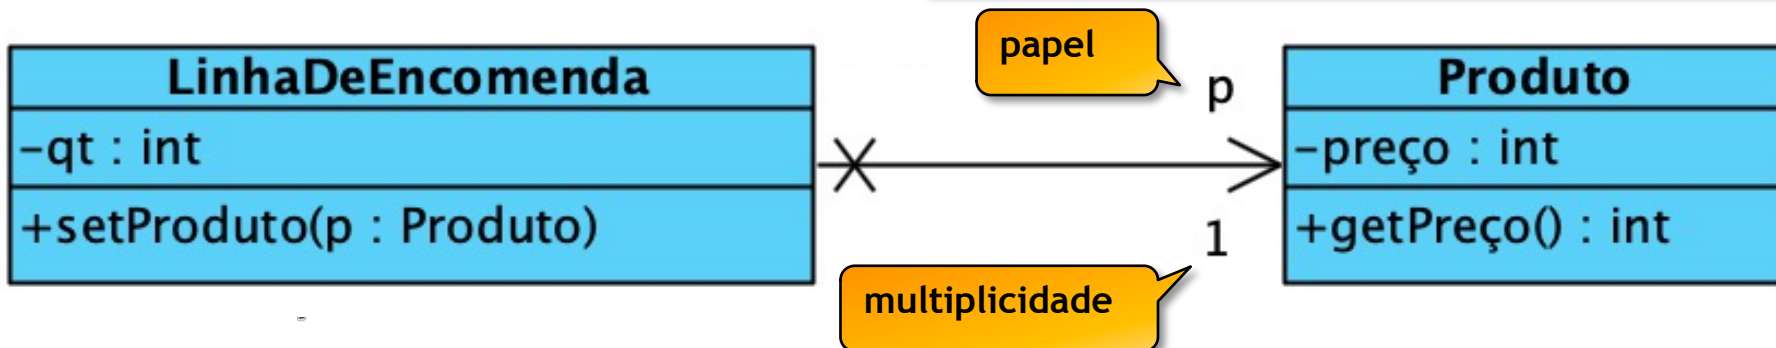 papel
LinhaDeEncomenda
p
Produto
-qt : int
-preço : int
+setProduto(p : Produto)
1
+getPreço() : int
multiplicidade